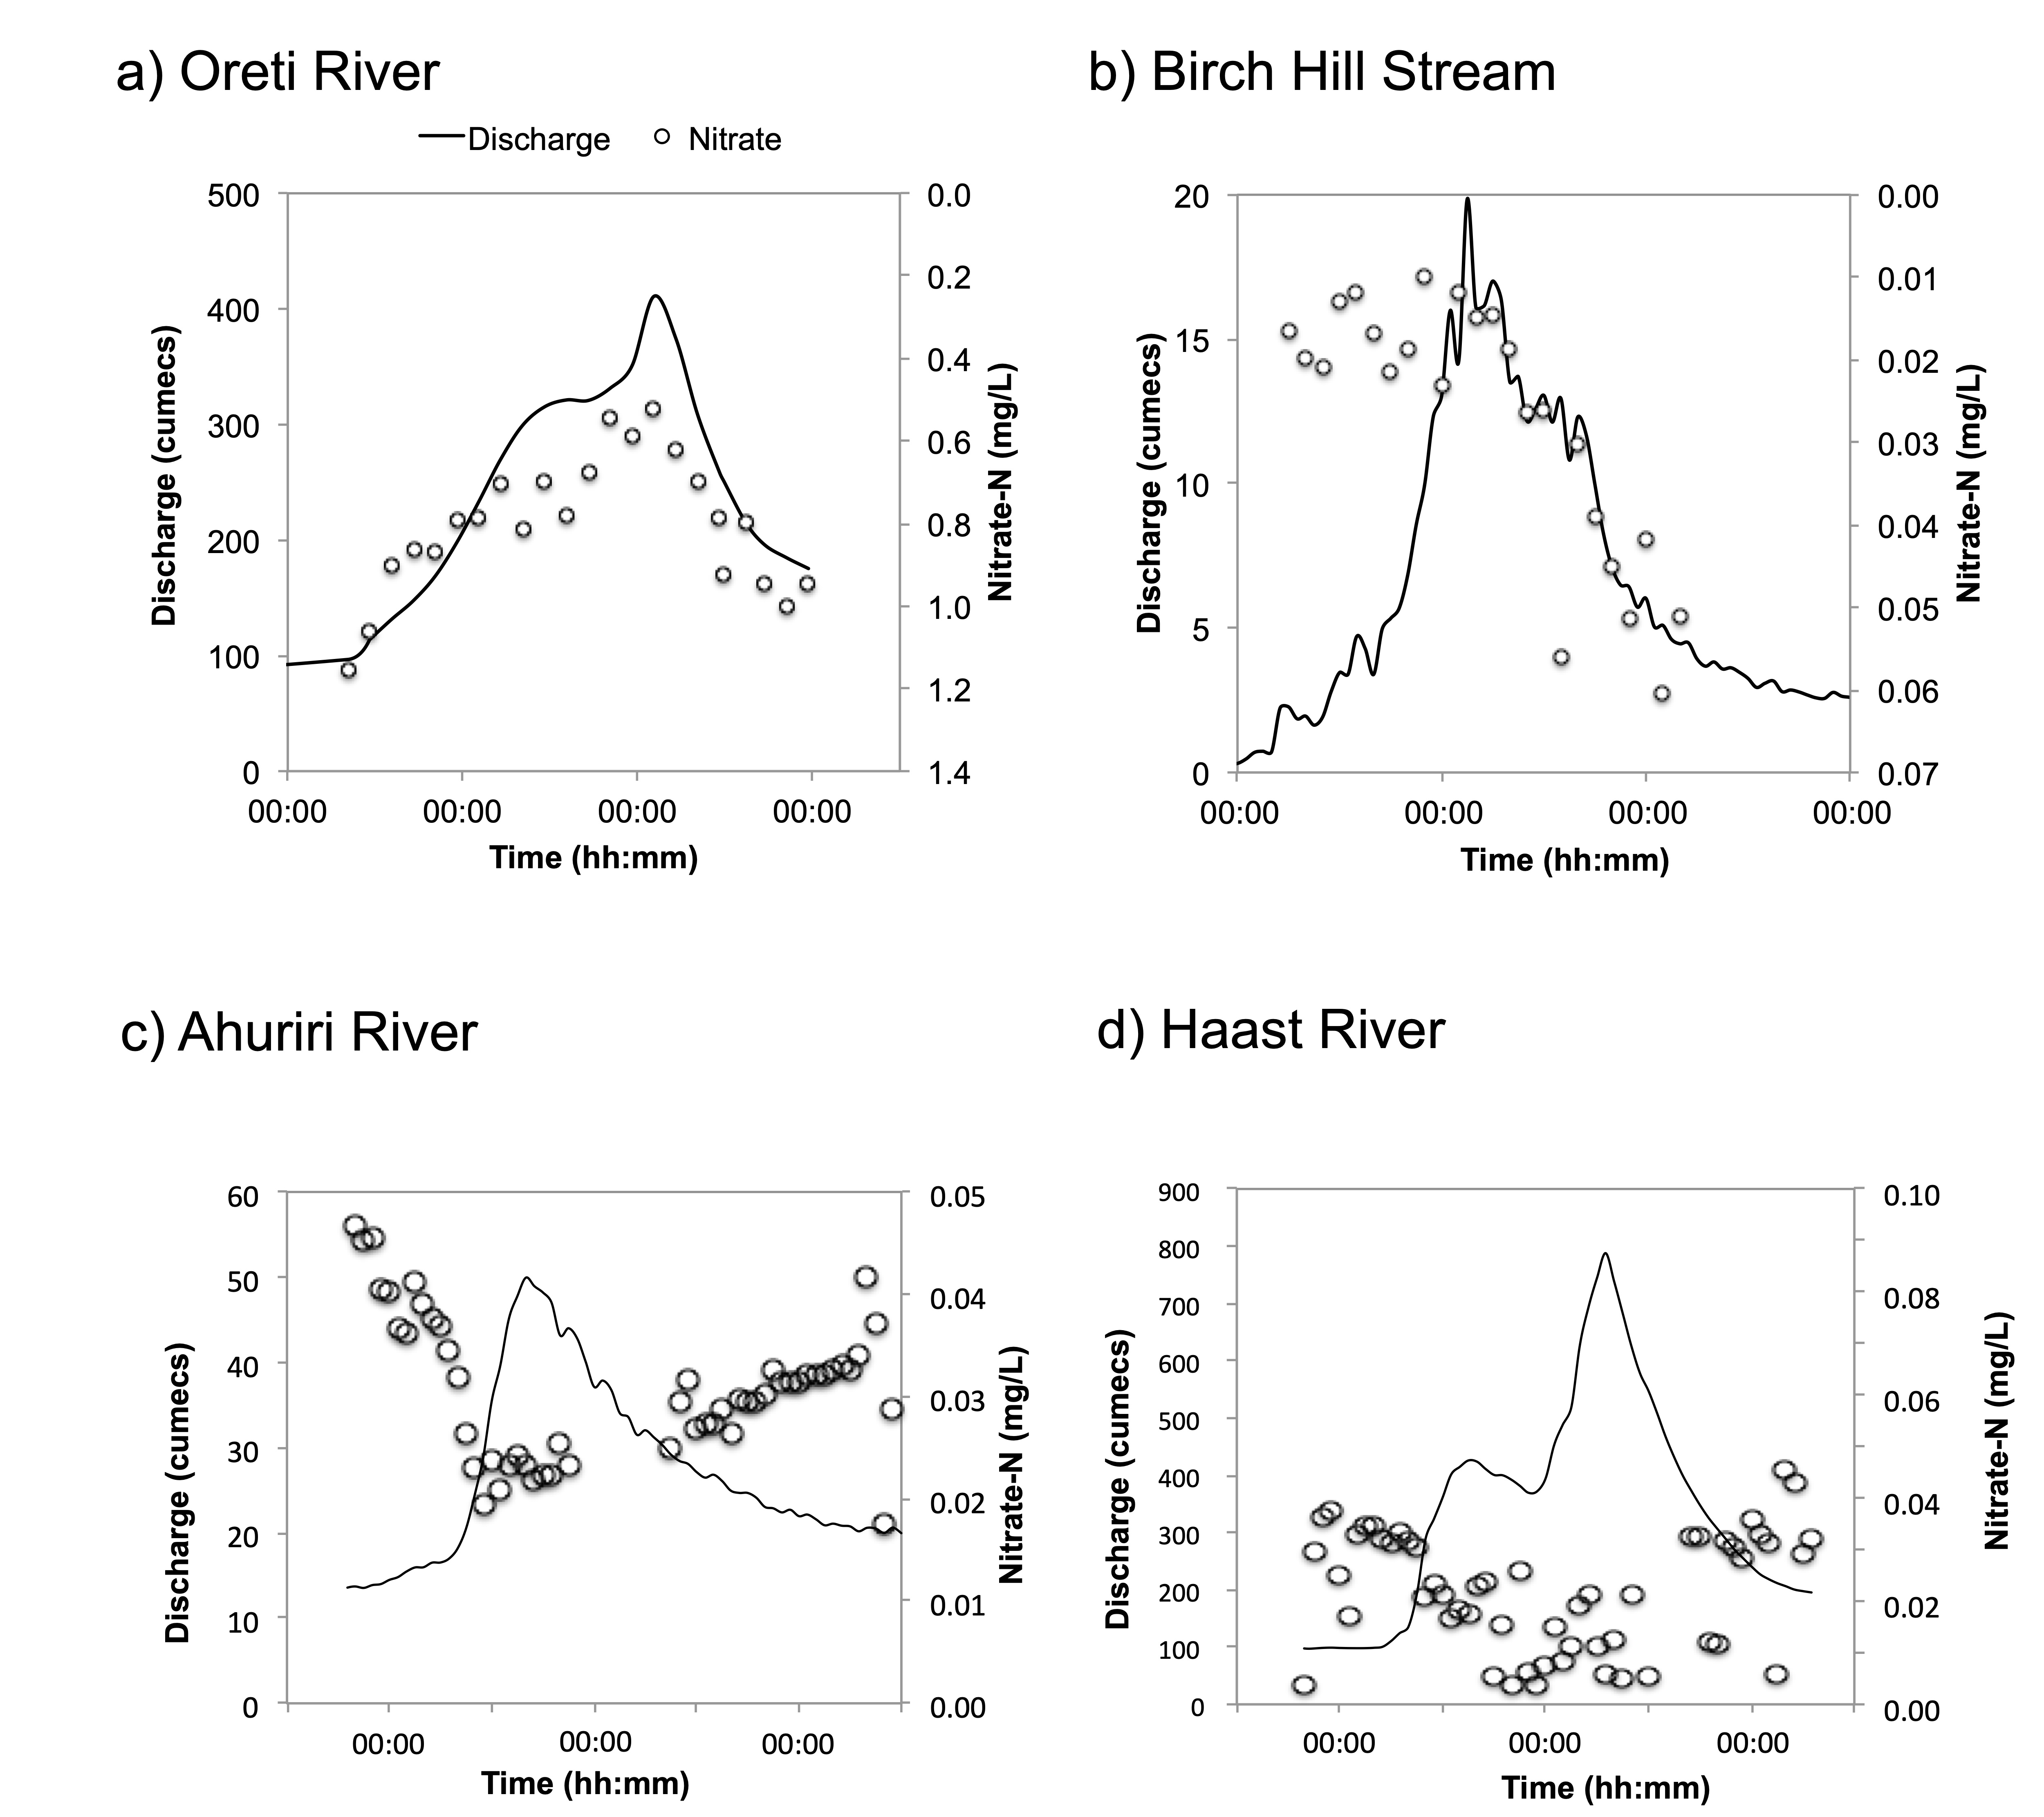 a) Oreti River
b) Birch Hill Stream
Discharge
Nitrate
500
400
300
200
100
0
Discharge (cumecs)
0.0
0.2
0.4
0.6
0.8
1.0
1.2
1.4
Nitrate-N (mg/L)
00:00 00:00 00:00 00:00
Time (hh:mm)
20
15
10
5
0
Discharge (cumecs)
0.00
0.01
0.02
0.03
0.04
0.05
0.06
0.07
Nitrate-N (mg/L)
00:00 00:00 00:00 00:00
Time (hh:mm)
c) Ahuriri River
d) Haast River
60
50
40
30
20
10
0
Discharge (cumecs)
0.05
0.04
0.03
0.02
0.01
0.00
Nitrate-N (mg/L)
00:00 00:00 00:00
Time (hh:mm)
900
800
700
600
500
400
300
200
100
0
Discharge (cumecs)
0.10
0.08
0.06
0.04
0.02
0.00
Nitrate-N (mg/L)
00:00 00:00 00:00
Time (hh:mm)